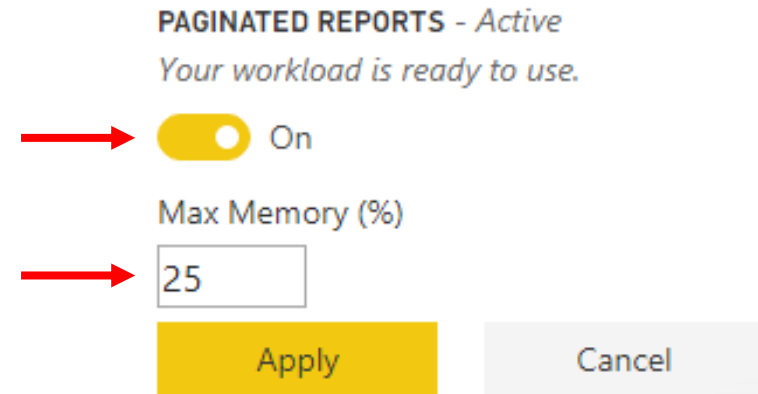 PAGINATED REPORTS - Active
Your workload is ready to use.
On
Max Memory (%)
25
Apply Cancel